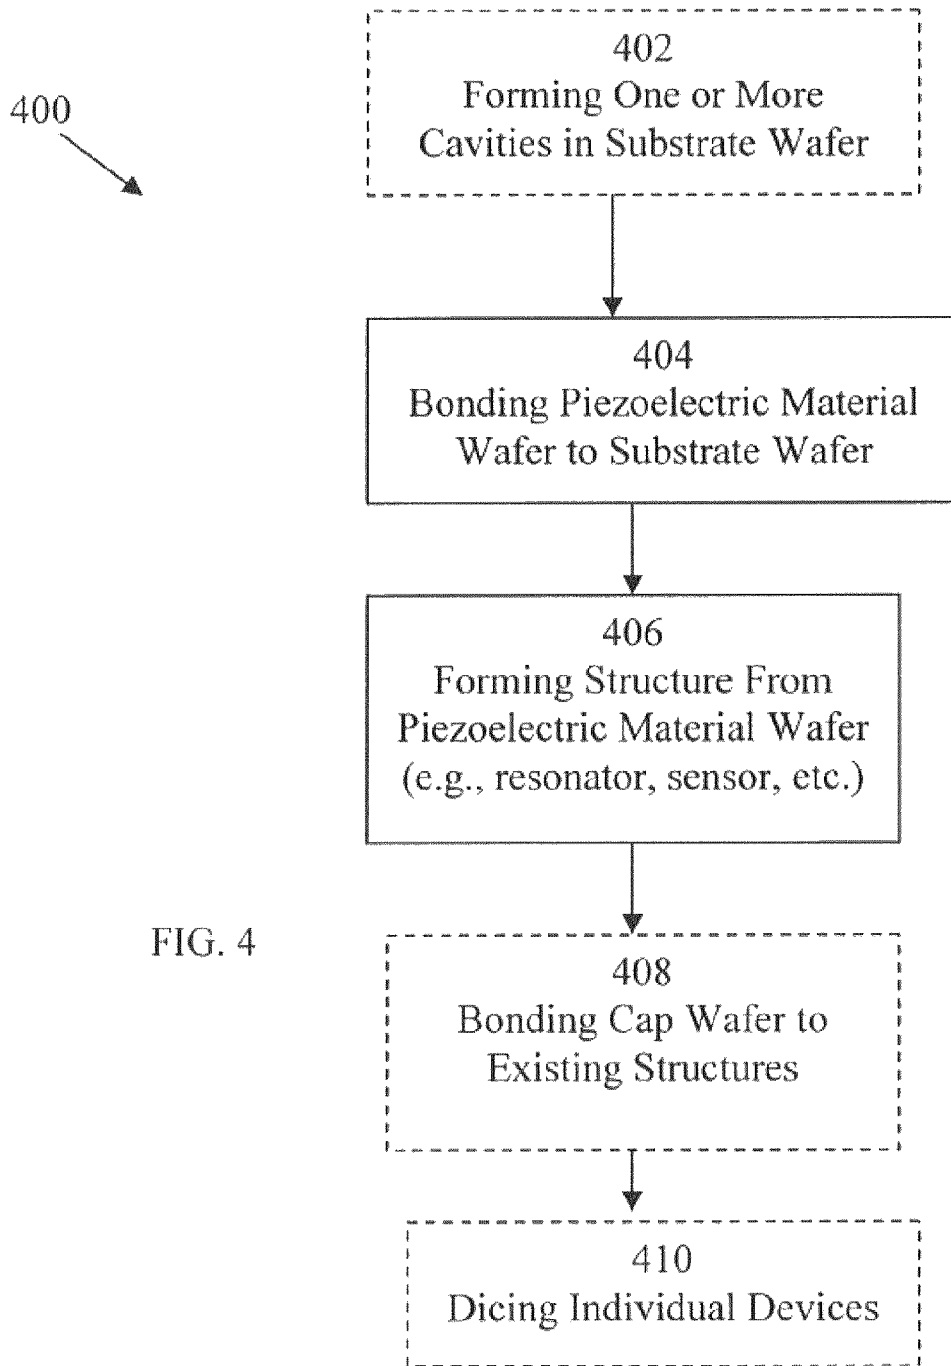 402
Forming One or More
Cavities in Substrate Wafer
400
404
Bonding Piezoelectric Material
Wafer to Substrate Wafer
406
Forming Structure From
Piezoelectric Material Wafer
(e.g., resonator, sensor, etc.)
FIG. 4
408
Bonding Cap Wafer to
Existing Structures
410
Dicing Individual Devices